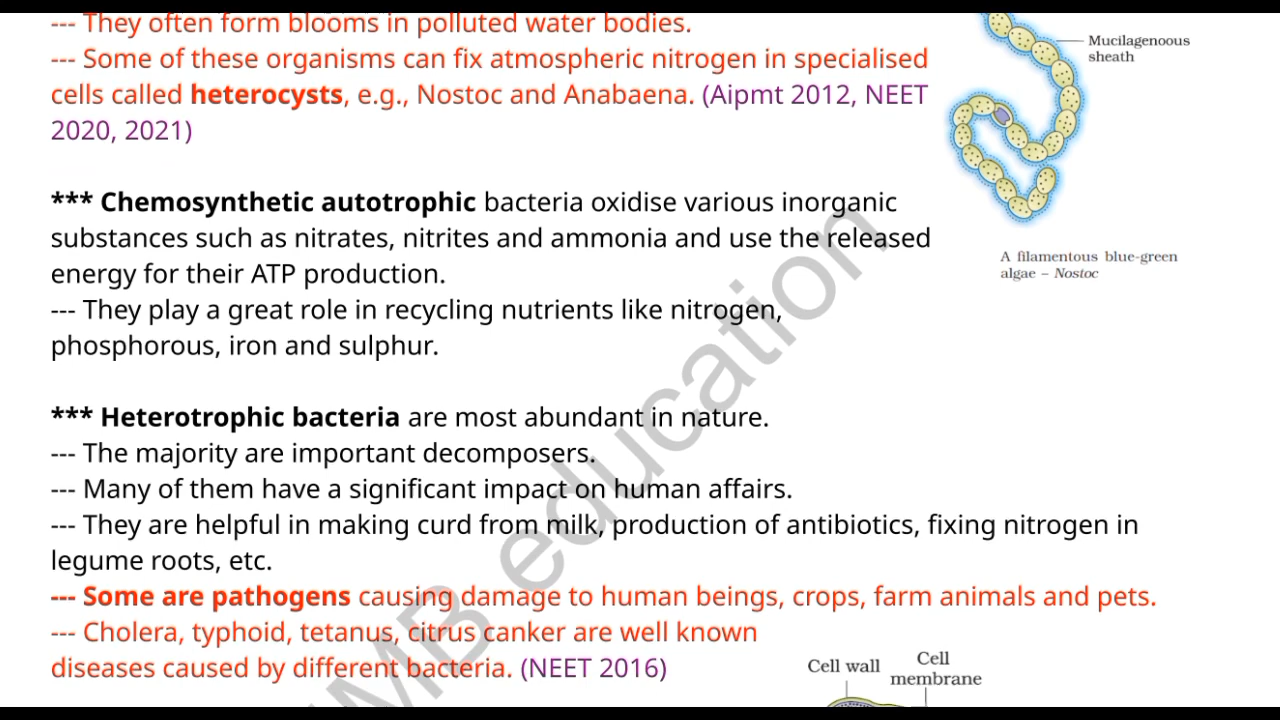 --- They often form blooms in polluted water bodies.
--- Some of these organisms can fix atmospheric nitrogen in specialised
cells called heterocysts, e.g., Nostoc and Anabaena. (Aipmt 2012, NEET
2020, 2021)
Mucilagenoous
sheath
*** Chemosynthetic autotrophic bacteria oxidise various inorganic
substances such as nitrates, nitrites and ammonia and use the released
energy for their ATP production.
--- They play a great role in recycling nutrients like nitrogen,
phosphorous, iron and sulphur.
A filamentous blue-green
algae – Nostoc
*** Heterotrophic bacteria are most abundant in nature.
--- The majority are important decomposers.
--- Many of them have a significant impact on human affairs.
--- They are helpful in making curd from milk, production of antibiotics, fixing nitrogen in
legume roots, etc.
--- Some are pathogens causing damage to human beings, crops, farm animals and pets.
--- Cholera, typhoid, tetanus, citrus canker are well known
diseases caused by different bacteria. (NEET 2016)
Cell wall
Cell
membrane
MB education